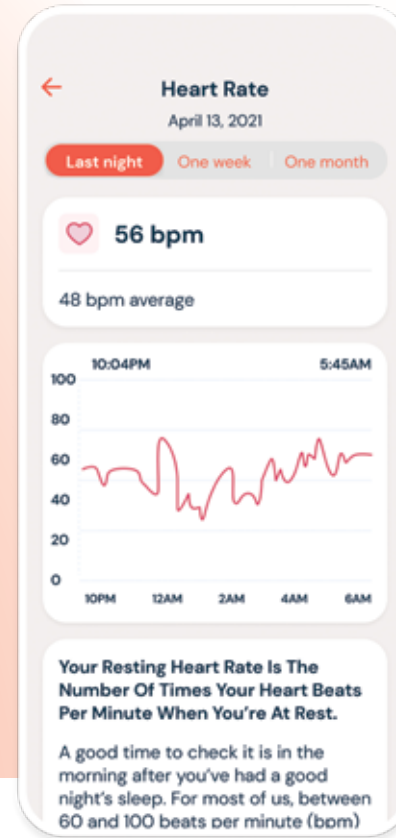 Heart Rate
April 13, 2021
Last night One week One month
56 bpm
48 bpm average
10:04PM 5:45AM
100
80
60
40
20
0
10PM 12AM 2AM 4AM 6AM
Your Resting Heart Rate Is The
Number Of Times Your Heart Beats
Per Minute When You're At Rest.
A good time to check it is in the
morning after you've had a good
night's sleep. For most of us, between
60 and 100 beats per minute (bpm)